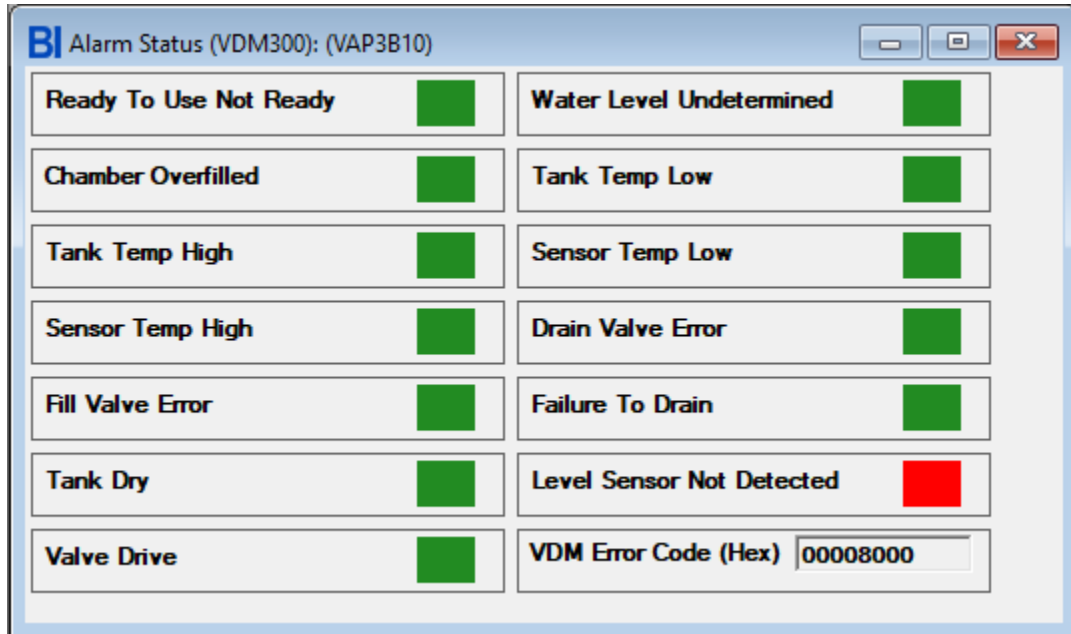 BI Alarm Status (VDM300): (VAP3B10)
Ready To Use Not Ready
Water Level Undetermined
Chamber Overfilled
Tank Temp Low
Tank Temp High
Sensor Temp Low
Sensor Temp High
Drain Valve Error
Fill Valve Error
Failure To Drain
Tank Dry
Level Sensor Not Detected
Valve Drive
VDM Error Code (Hex) 00008000